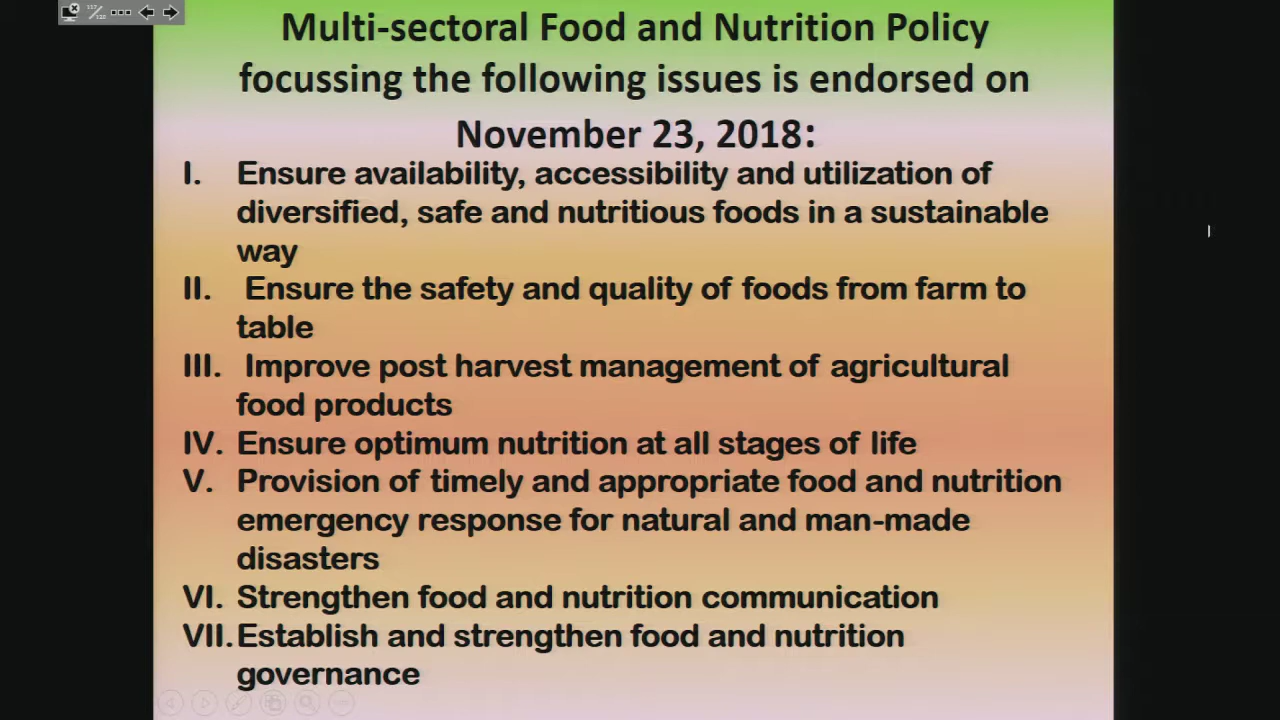 117/110
Multi-sectoral Food and Nutrition Policy
focussing the following issues is endorsed on
November 23, 2018:
I. Ensure availability, accessibility and utilization of
diversified, safe and nutritious foods in a sustainable
way
II. Ensure the safety and quality of foods from farm to
table
III. Improve post harvest management of agricultural
food products
IV. Ensure optimum nutrition at all stages of life
V. Provision of timely and appropriate food and nutrition
emergency response for natural and man-made
disasters
VI. Strengthen food and nutrition communication
VII. Establish and strengthen food and nutrition
governance